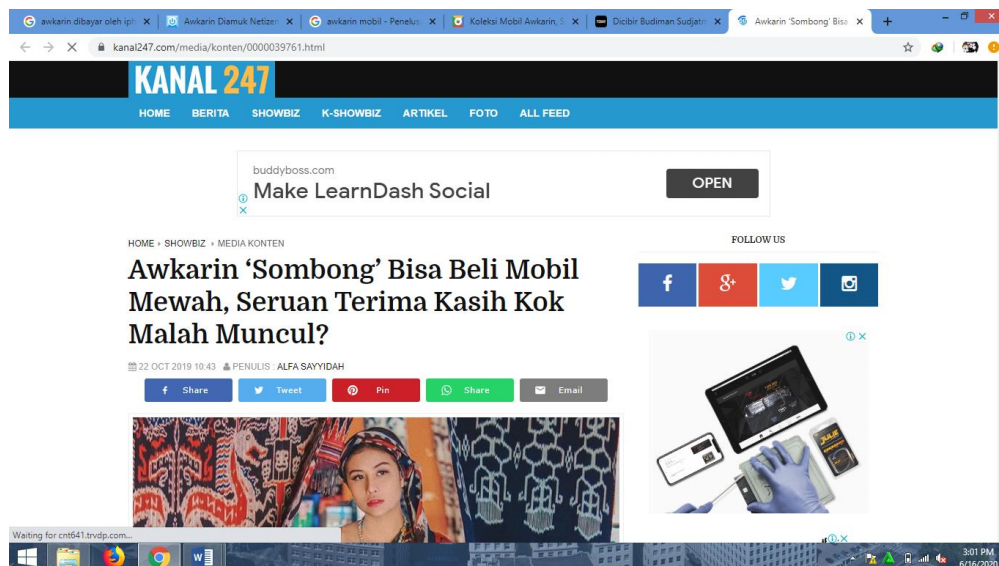 awkarin dibayar oleh iph
Awkarin Diamuk Netizen
awkarin mobil - Penelus
Koleksi Mobil Awkarin, S
Dicibir Budiman Sudjatm
Awkarin 'Sombong' Bisa
kanal247.com/media/konten/0000039761.html
KANAL 247
HOME BERITA SHOWBIZ K-SHOWBIZ ARTIKEL FOTO ALL FEED
buddyboss.com
Make LearnDash Social
OPEN
HOME › SHOWBIZ › MEDIA KONTEN
Awkarin ‘Sombong’ Bisa Beli Mobil
Mewah, Seruan Terima Kasih Kok
Malah Muncul?
22 OCT 2019 10:43 PENULIS : ALFA SAYYIDAH
Share Tweet Pin Share Email
FOLLOW US
Waiting for cnt641.trvdp.com...
3:01 PM
6/16/2020